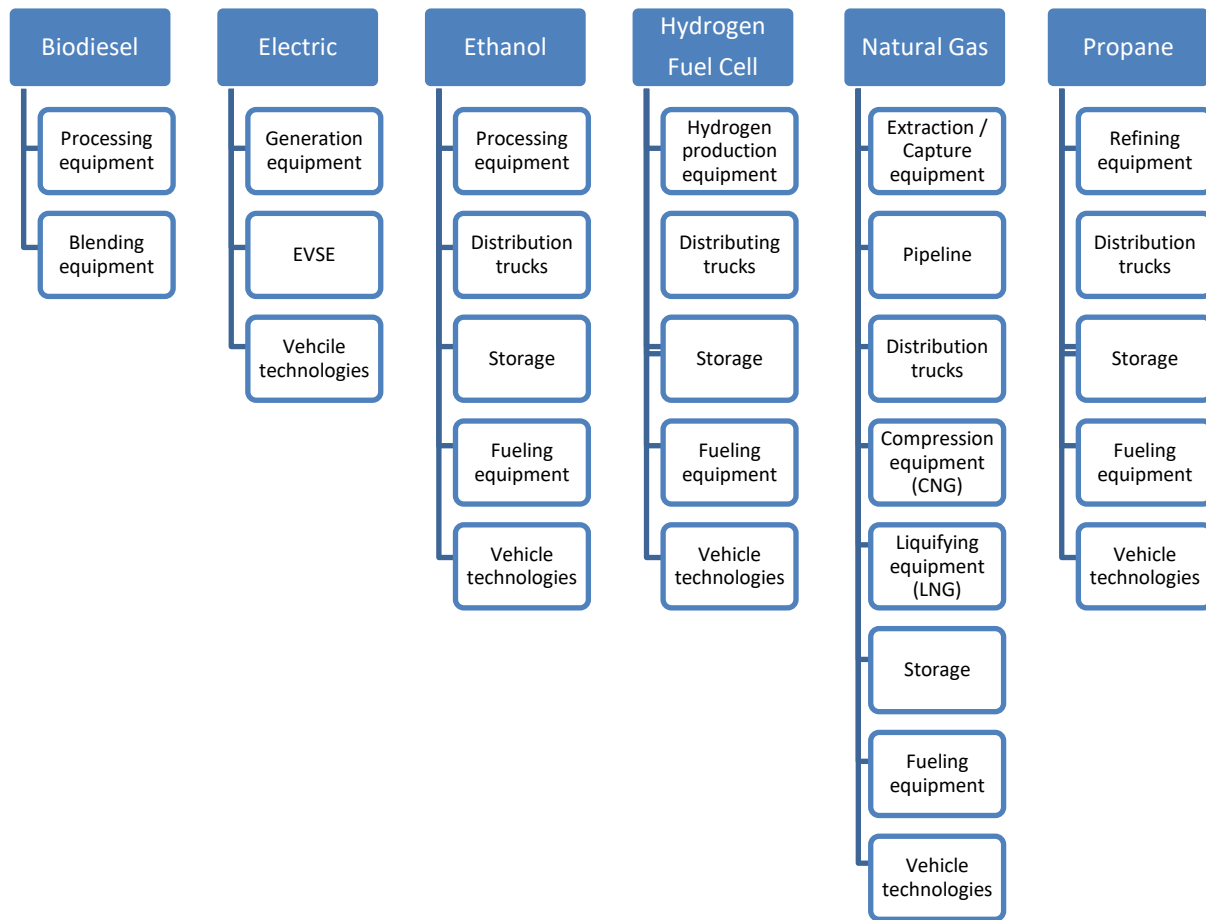 Biodiesel
Processing
equipment
Blending
equipment
Electric
Generation
equipment
EVSE
Vehcile
technologies
Ethanol
Processing
equipment
Distribution
trucks
Storage
Fueling
equipment
Vehicle
technologies
Hydrogen
Fuel Cell
Hydrogen
production
equipment
Distributing
trucks
Storage
Fueling
equipment
Vehicle
technologies
Natural Gas
Extraction /
Capture
equipment
Pipeline
Distribution
trucks
Compression
equipment
(CNG)
Liquifying
equipment
(LNG)
Storage
Fueling
equipment
Vehicle
technologies
Propane
Refining
equipment
Distribution
trucks
Storage
Fueling
equipment
Vehicle
technologies